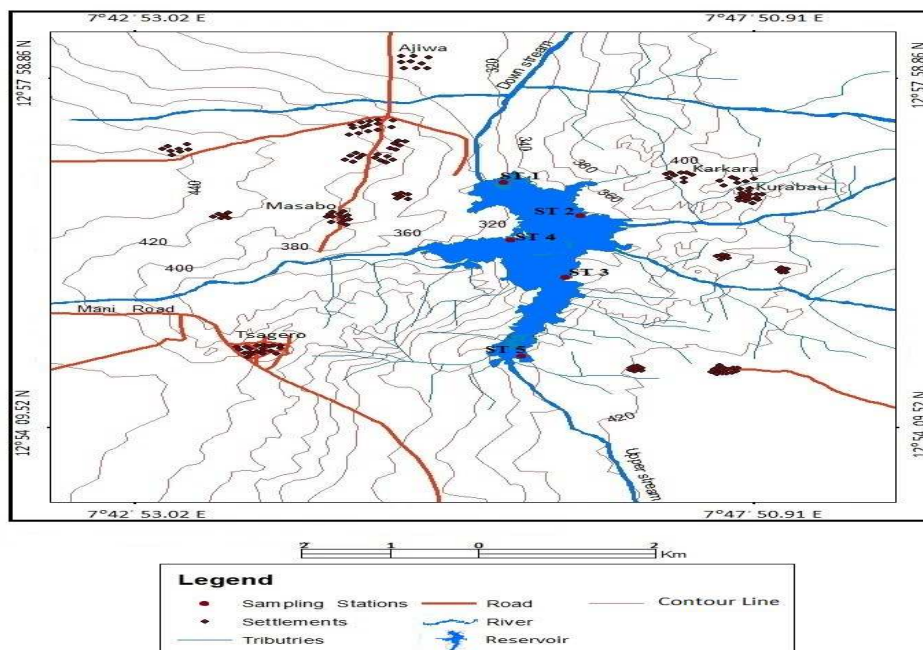 7°42 53.02 E 7°47 50.91 E
12°57 58.86 N
12°57 58.86 N
Ajiwa
320
Down stream
340
ST 1
380
400
Karkara
360
Kurabau
440
Masabo
ST 2
320
360
ST 4
420
380
400
ST 3
Mani Road
Tsagero
ST 5
12°54 09.52 N
12°54 09.52 N
420
Upper stream
7°42 53.02 E 7°47 50.91 E
2 1 0 2
Km
Legend
Sampling Stations Road Contour Line
Settlements River
Tributries Reservoir